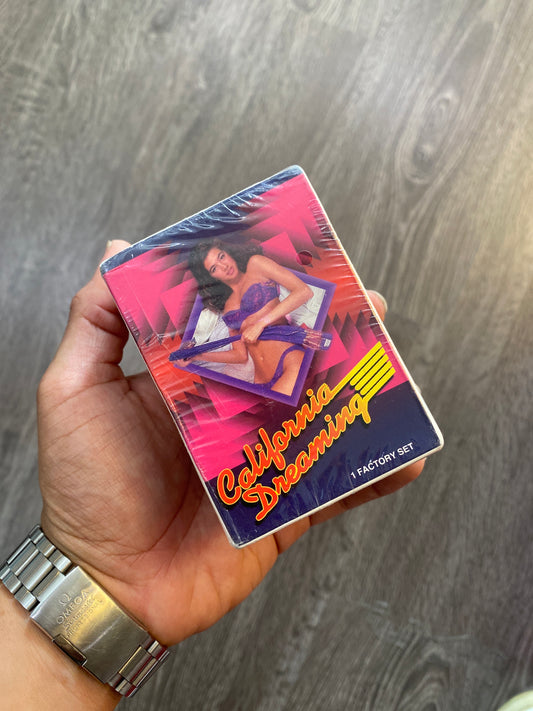 California
Dreaming
1 FACTORY SET
Ω
OMEGA